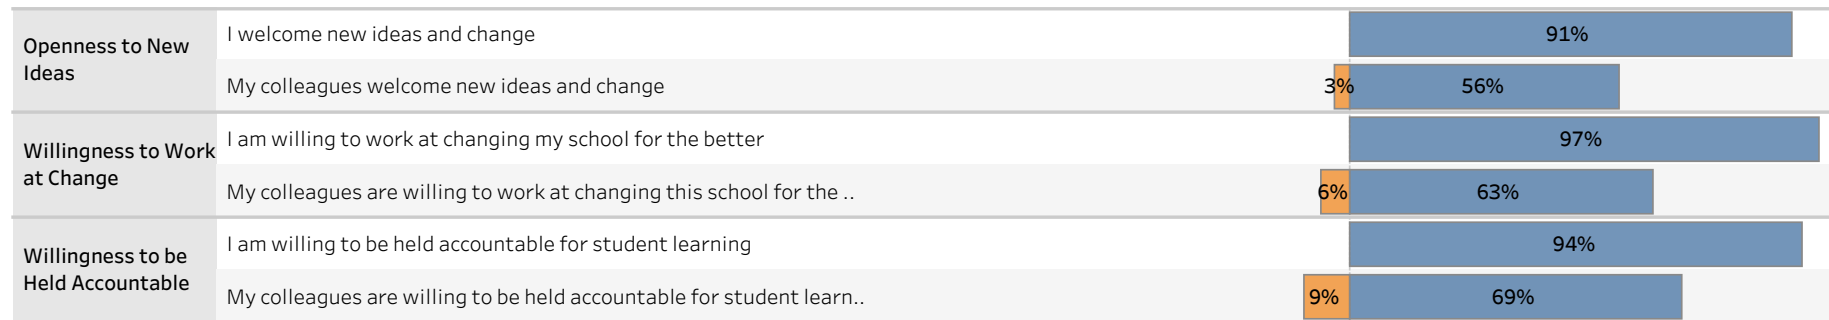 Openness to New
Ideas
I welcome new ideas and change
91%
My colleagues welcome new ideas and change
3%
56%
Willingness to Work
at Change
I am willing to work at changing my school for the better
97%
My colleagues are willing to work at changing this school for the ..
6%
63%
Willingness to be
Held Accountable
I am willing to be held accountable for student learning
94%
My colleagues are willing to be held accountable for student learn..
9%
69%